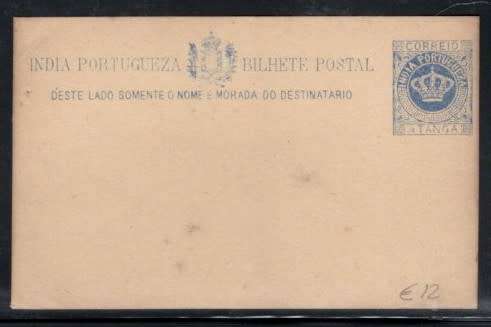 INDIA PORTUGUEZA BILHETE POSTAL
DESTE LADO SOMENTE O NOME E MORADA DO DESTINATARIO
CORREIO
INDIA PORTUGUEZA
TANGA
€12